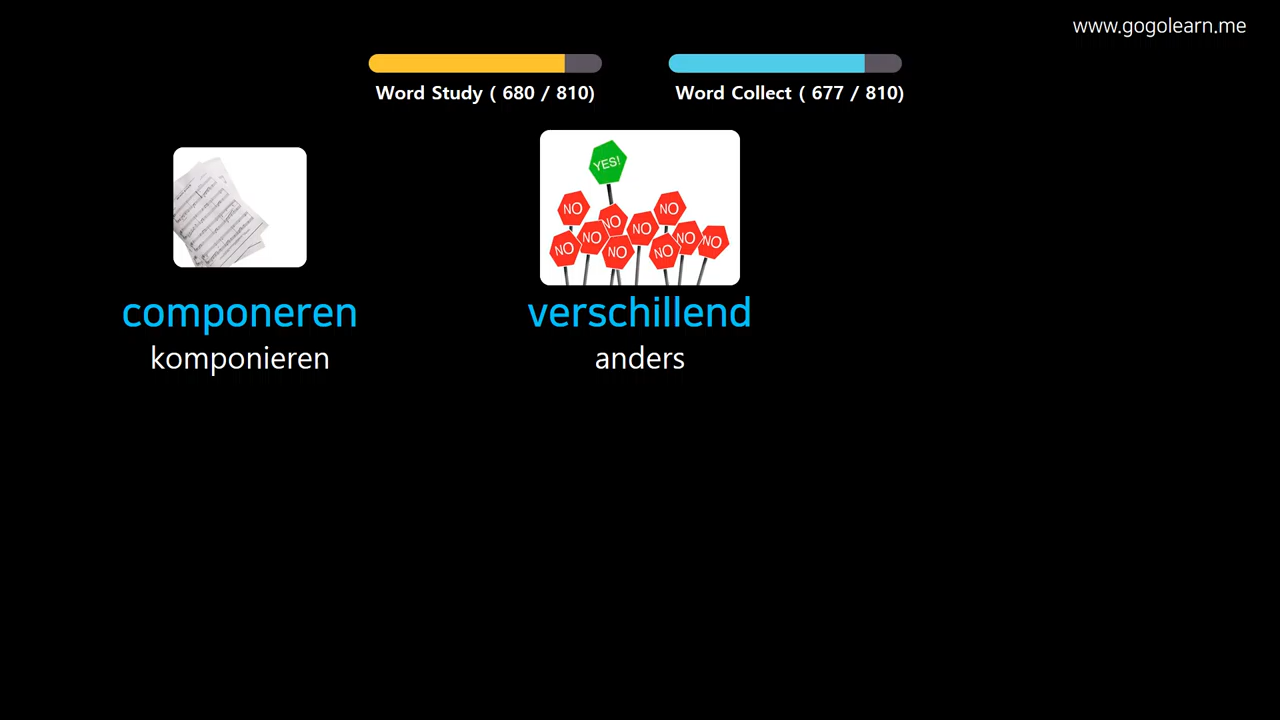 www.gogolearn.me
Word Study ( 680 / 810)
Word Collect ( 677 / 810)
YES!
NO
NO
NO
NO
NO
NO
NO
NO
NO
NO
componeren
verschillend
komponieren
anders